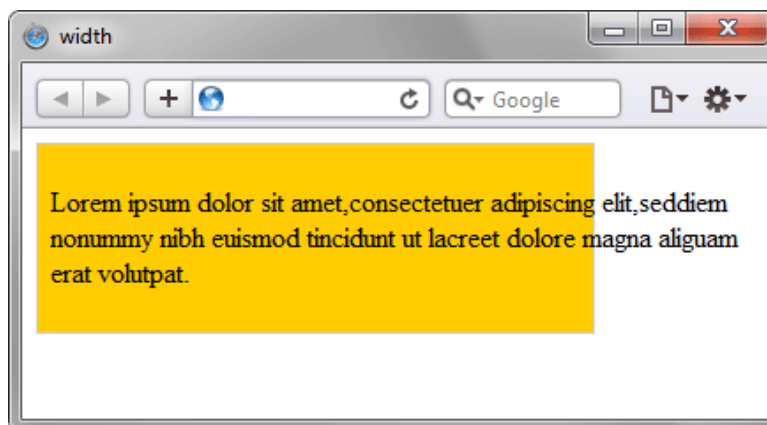 width
Google
Lorem ipsum dolor sit amet,consectetuer adipiscing elit,seddiem
nonummy nibh euismod tincidunt ut lacreet dolore magna aliguam
erat volutpat.